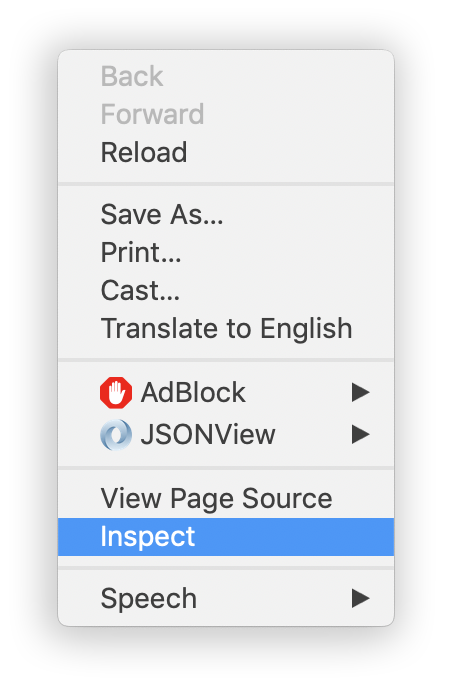 Back
Forward
Reload
Save As...
Print...
Cast...
Translate to English
AdBlock
JSONView
View Page Source
Inspect
Speech